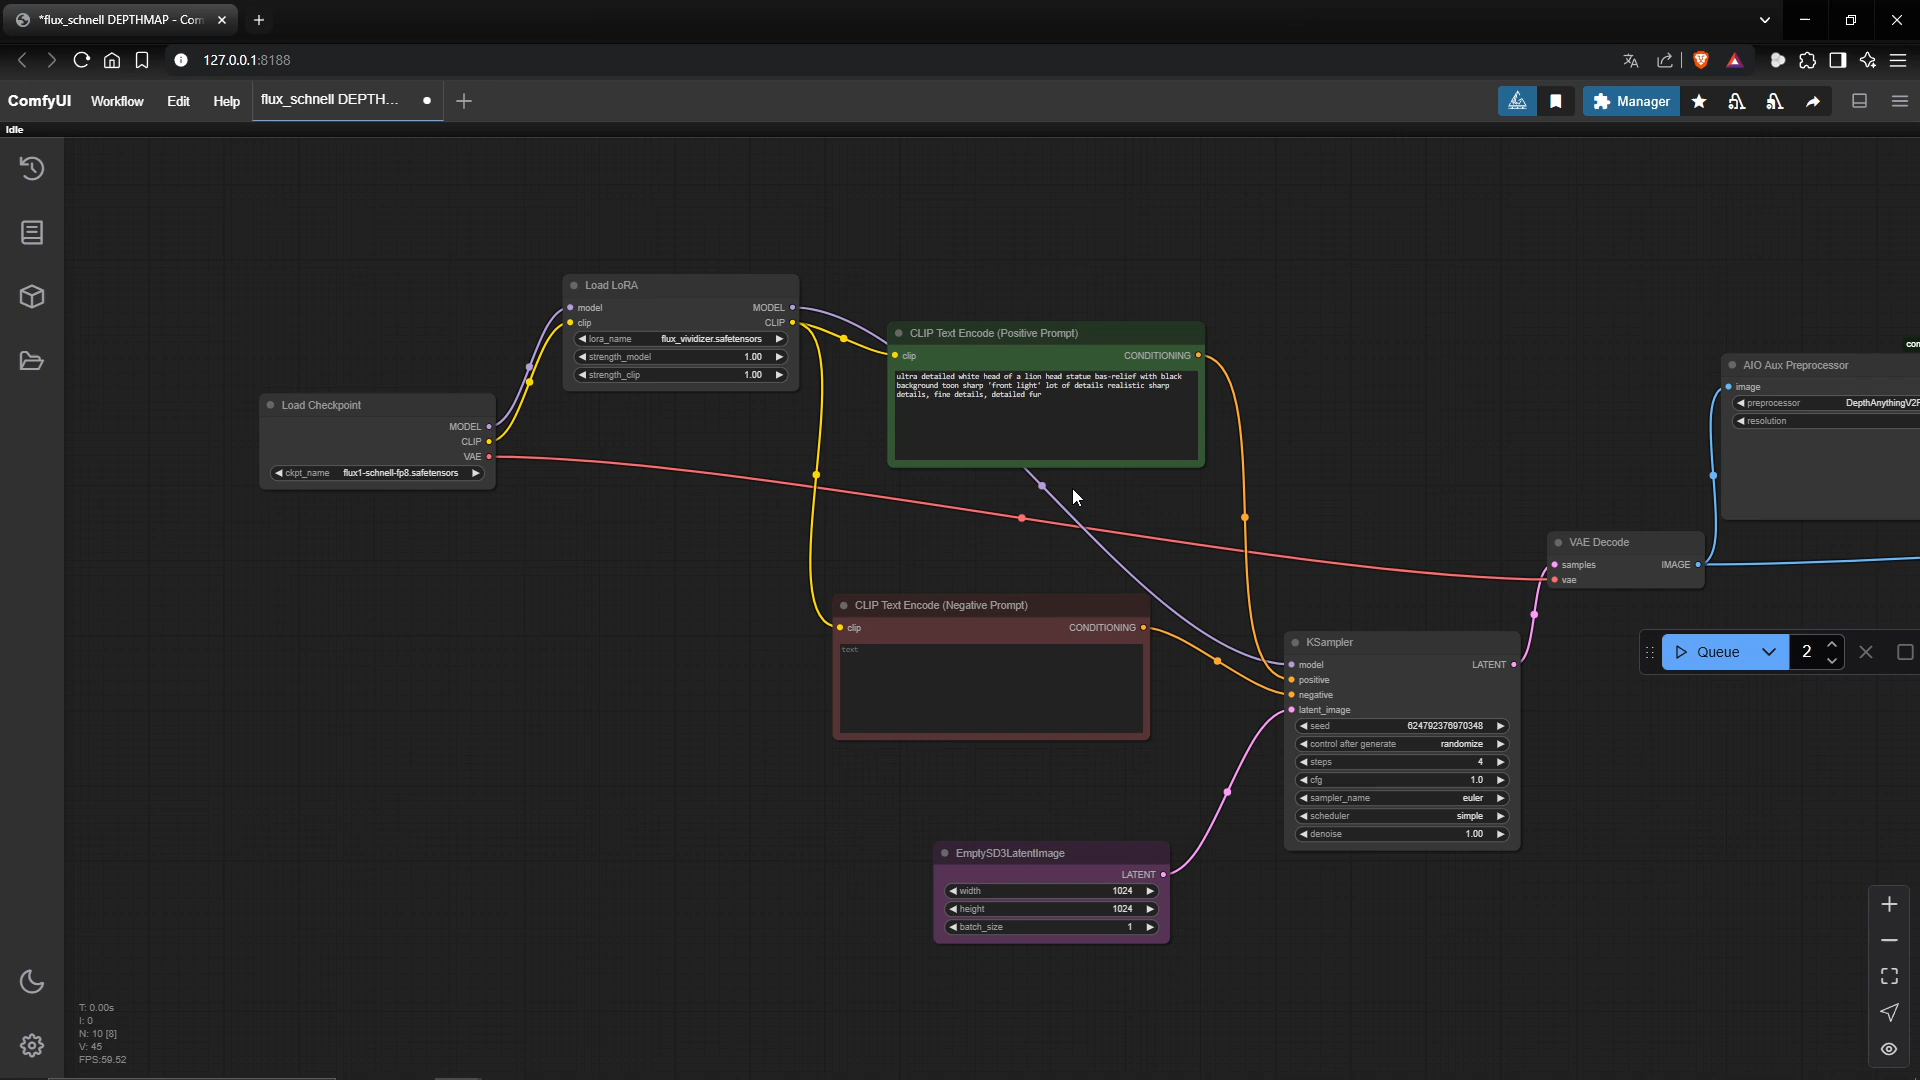 *flux_schnell DEPTHMAP - Com
127.0.0.1:8188
ComfyUI Workflow Edit Help flux_schnell DEPTH... Manager
Idle
Load LoRA
model MODEL
clip CLIP
lora_name flux_vividizer.safetensors
strength_model 1.00
strength_clip 1.00
CLIP Text Encode (Positive Prompt)
clip CONDITIONING
ultra detailed white head of a lion head statue bas-relief with black
background toon sharp 'front light' lot of details realistic sharp
details, fine details, detailed fur
con
AIO Aux Preprocessor
image
preprocessor DepthAnythingV2P
resolution
Load Checkpoint
MODEL
CLIP
VAE
ckpt_name flux1-schnell-fp8.safetensors
VAE Decode
samples IMAGE
vae
CLIP Text Encode (Negative Prompt)
clip CONDITIONING
text
Queue 2
KSampler
model LATENT
positive
negative
latent_image
seed 624792376970348
control after generate randomize
steps 4
cfg 1.0
sampler_name euler
scheduler simple
denoise 1.00
EmptySD3LatentImage
LATENT
width 1024
height 1024
batch_size 1
T: 0.00s
I: 0
N: 10 [8]
V: 45
FPS:59.52